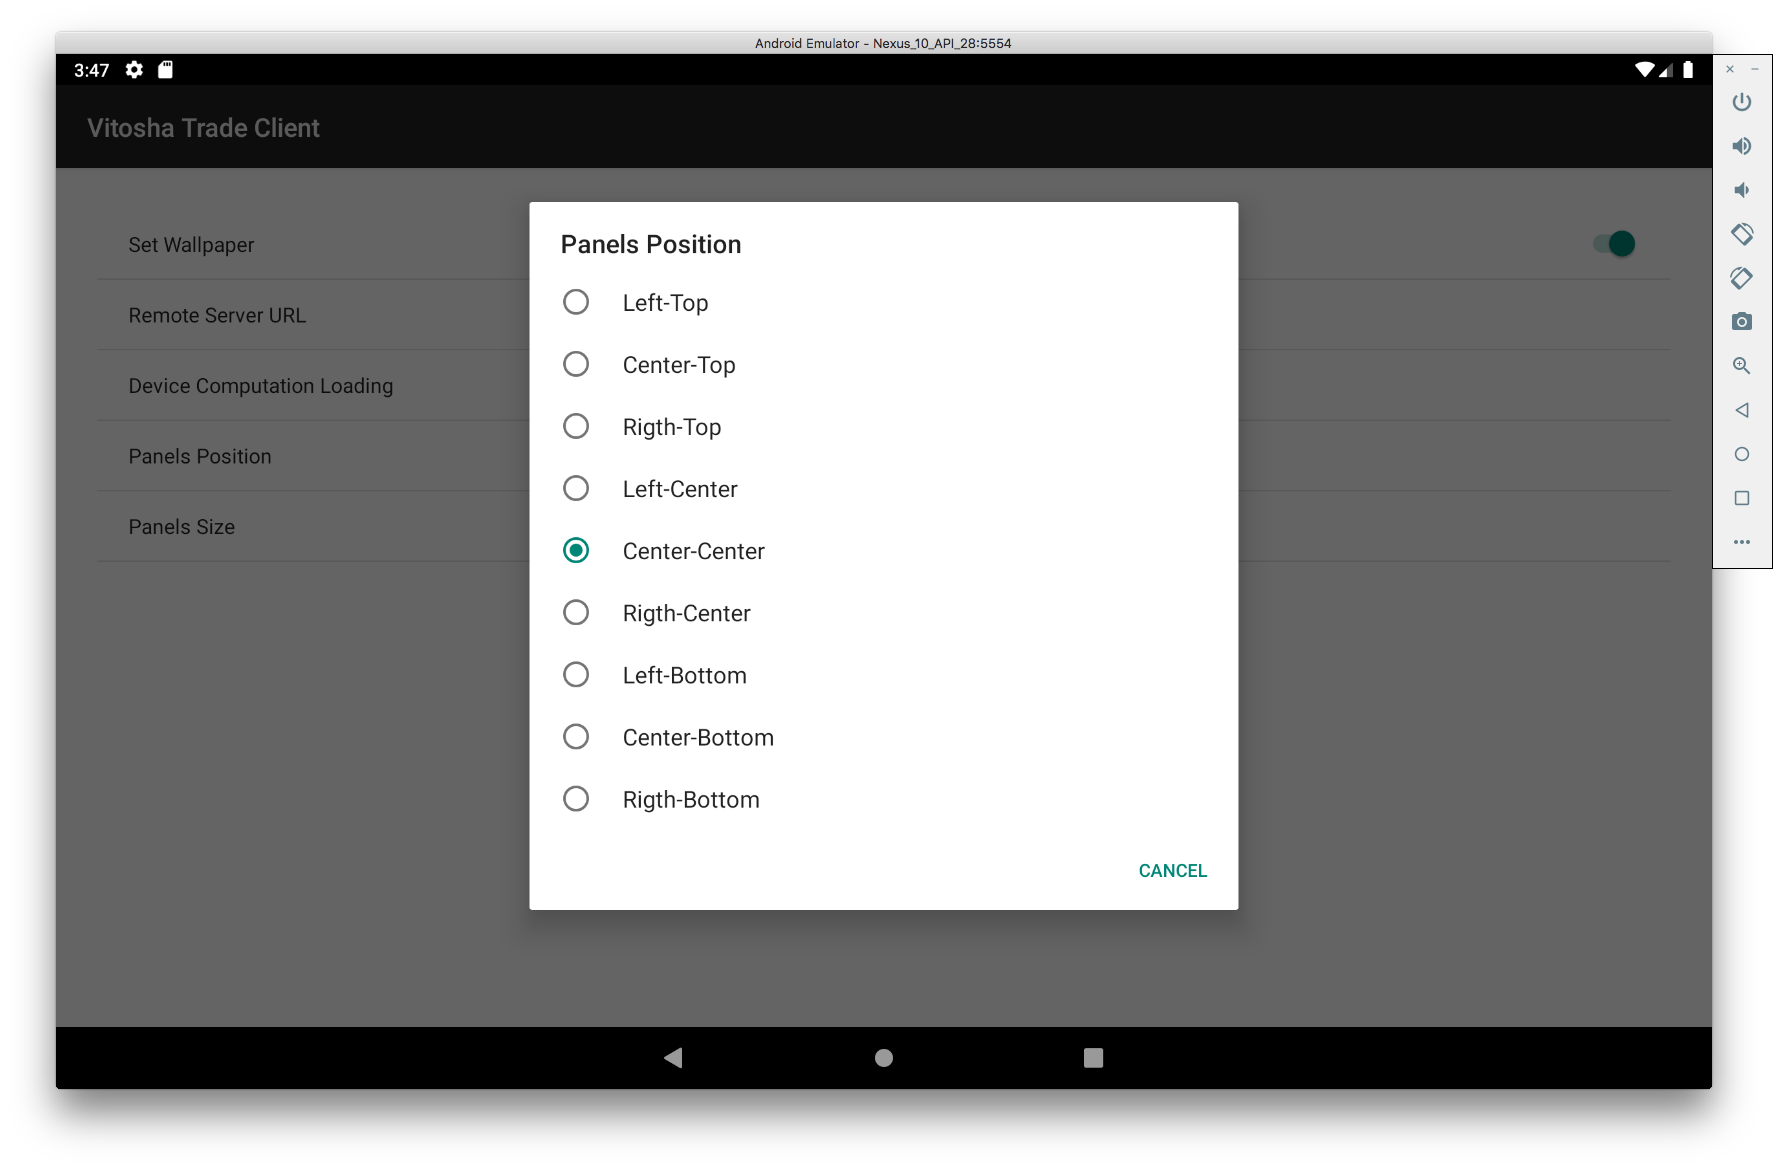 Android Emulator - Nexus_10_API_28:5554
3:47
Vitosha Trade Client
Set Wallpaper
Remote Server URL
Device Computation Loading
Panels Position
Panels Size
Panels Position
Left-Top
Center-Top
Rigth-Top
Left-Center
Center-Center
Rigth-Center
Left-Bottom
Center-Bottom
Rigth-Bottom
CANCEL